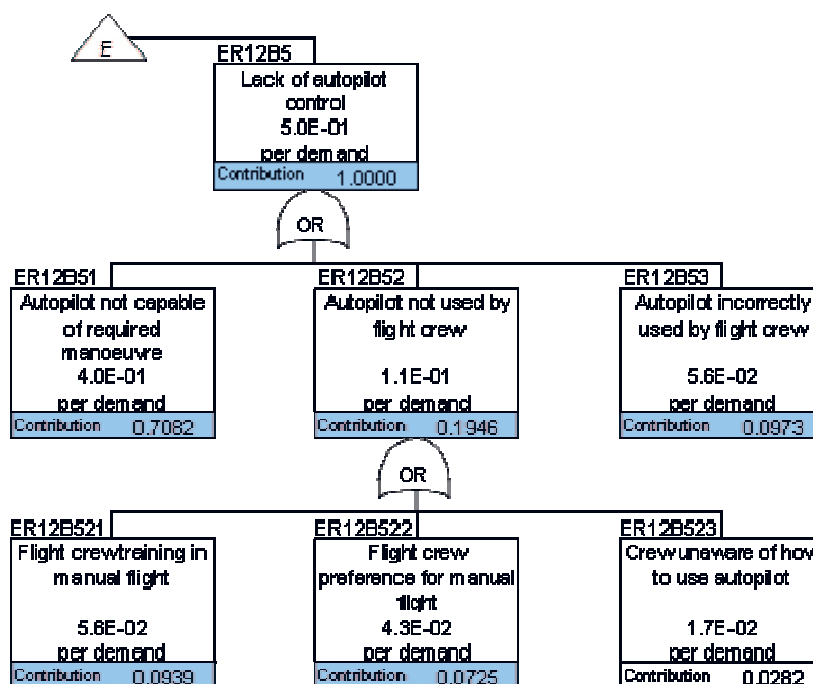 E
ER12B5
Lack of autopilot
control
5.0E-01
per demand
Contribution 1.0000
OR
ER12B51
Autopilot not capable
of required
manoeuvre
4.0E-01
per demand
Contribution 0.7082
ER12B52
Autopilot not used by
flight crew
1.1E-01
per demand
Contribution 0.1946
ER12B53
Autopilot incorrectly
used by flight crew
5.6E-02
per demand
Contribution 0.0973
OR
ER12B521
Flight crew training in
manual flight
5.6E-02
per demand
Contribution 0.0939
ER12B522
Flight crew
preference for manual
flight
4.3E-02
per demand
Contribution 0.0725
ER12B523
Crew unaware of how
to use autopilot
1.7E-02
per demand
Contribution 0.0282